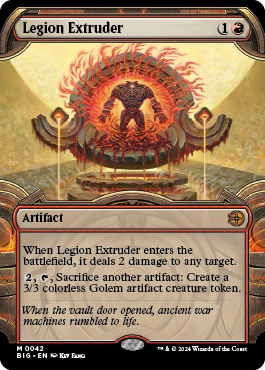 Legion Extruder 1
Artifact
When Legion Extruder enters the
battlefield, it deals 2 damage to any target.
2, , Sacrifice another artifact: Create a
3/3 colorless Golem artifact creature token.
When the vault door opened, ancient war
machines rumbled to life.
M 0042
BIG • EN Kev Fang
™ & © 2024 Wizards of the Coast